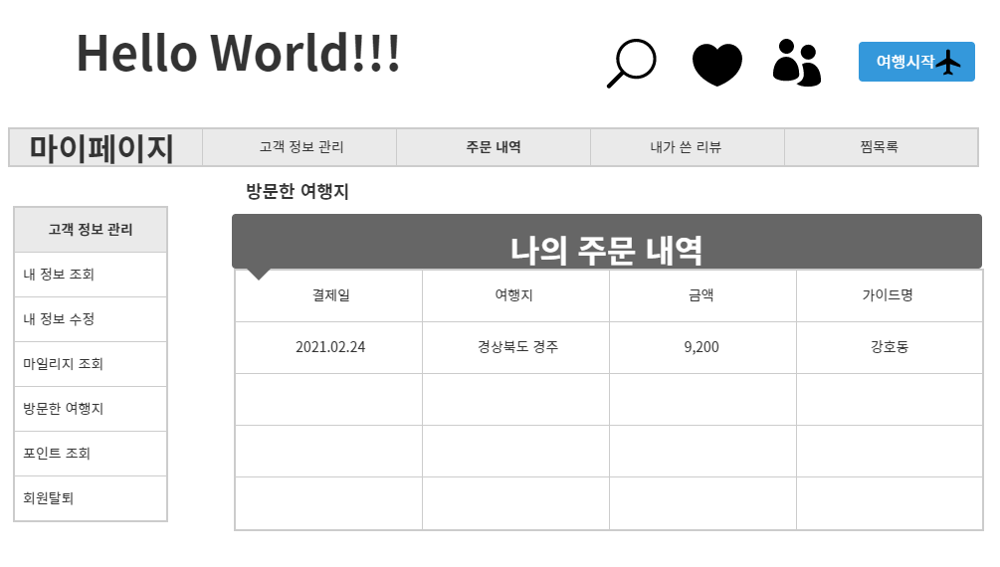 Hello World!!!
여행시작
마이페이지 고객 정보 관리 주문 내역 내가 쓴 리뷰 찜목록
방문한 여행지
고객 정보 관리
내 정보 조회
내 정보 수정
마일리지 조회
방문한 여행지
포인트 조회
회원탈퇴
나의 주문 내역
결제일 여행지 금액 가이드명
2021.02.24 경상북도 경주 9,200 강호동